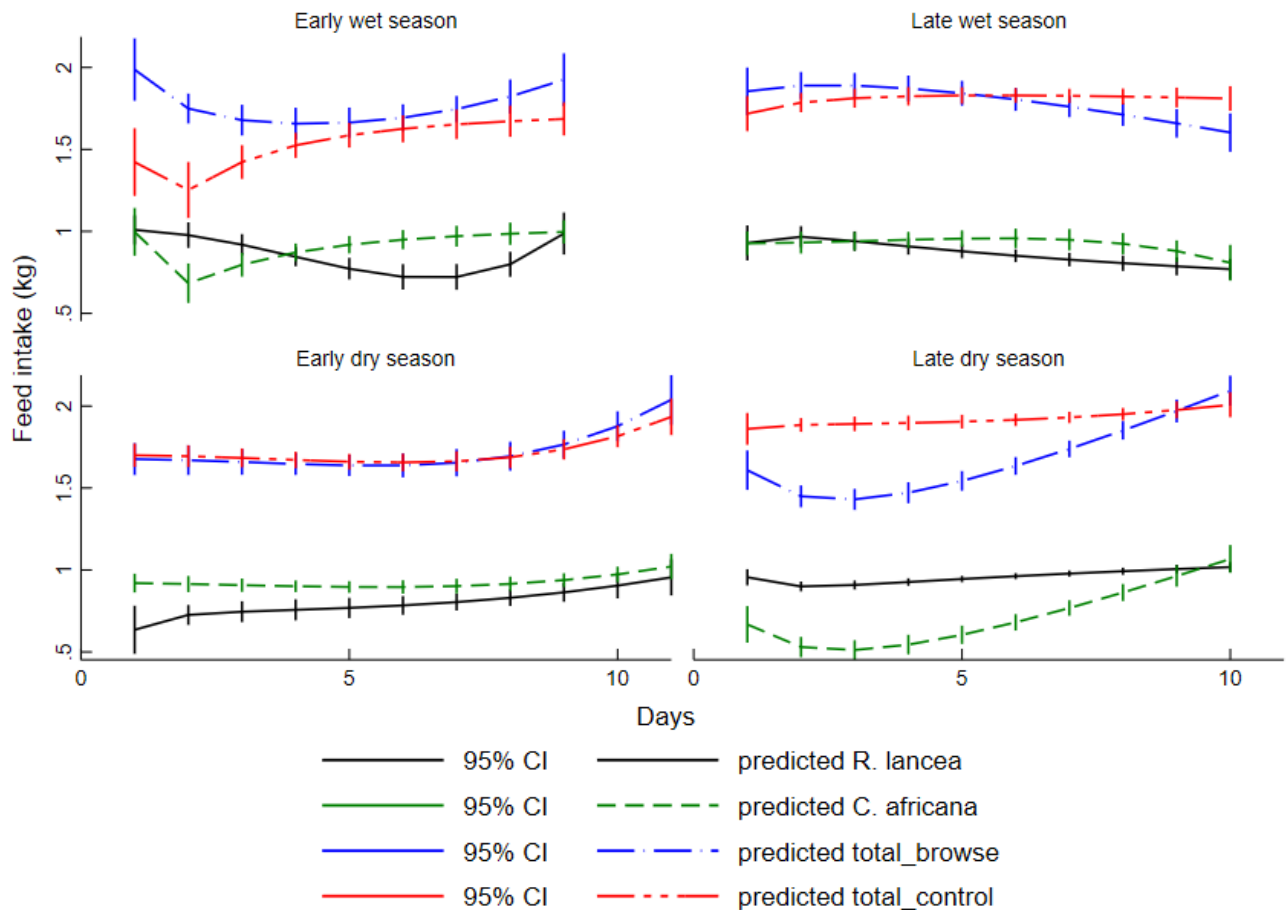 Early wet season
Late wet season
2
1.5
1
.5
Early dry season
Late dry season
2
1.5
1
.5
Feed intake (kg)
0
5
10
0
5
10
Days
95% CI
predicted R. lancea
95% CI
predicted C. africana
95% CI
predicted total_browse
95% CI
predicted total_control